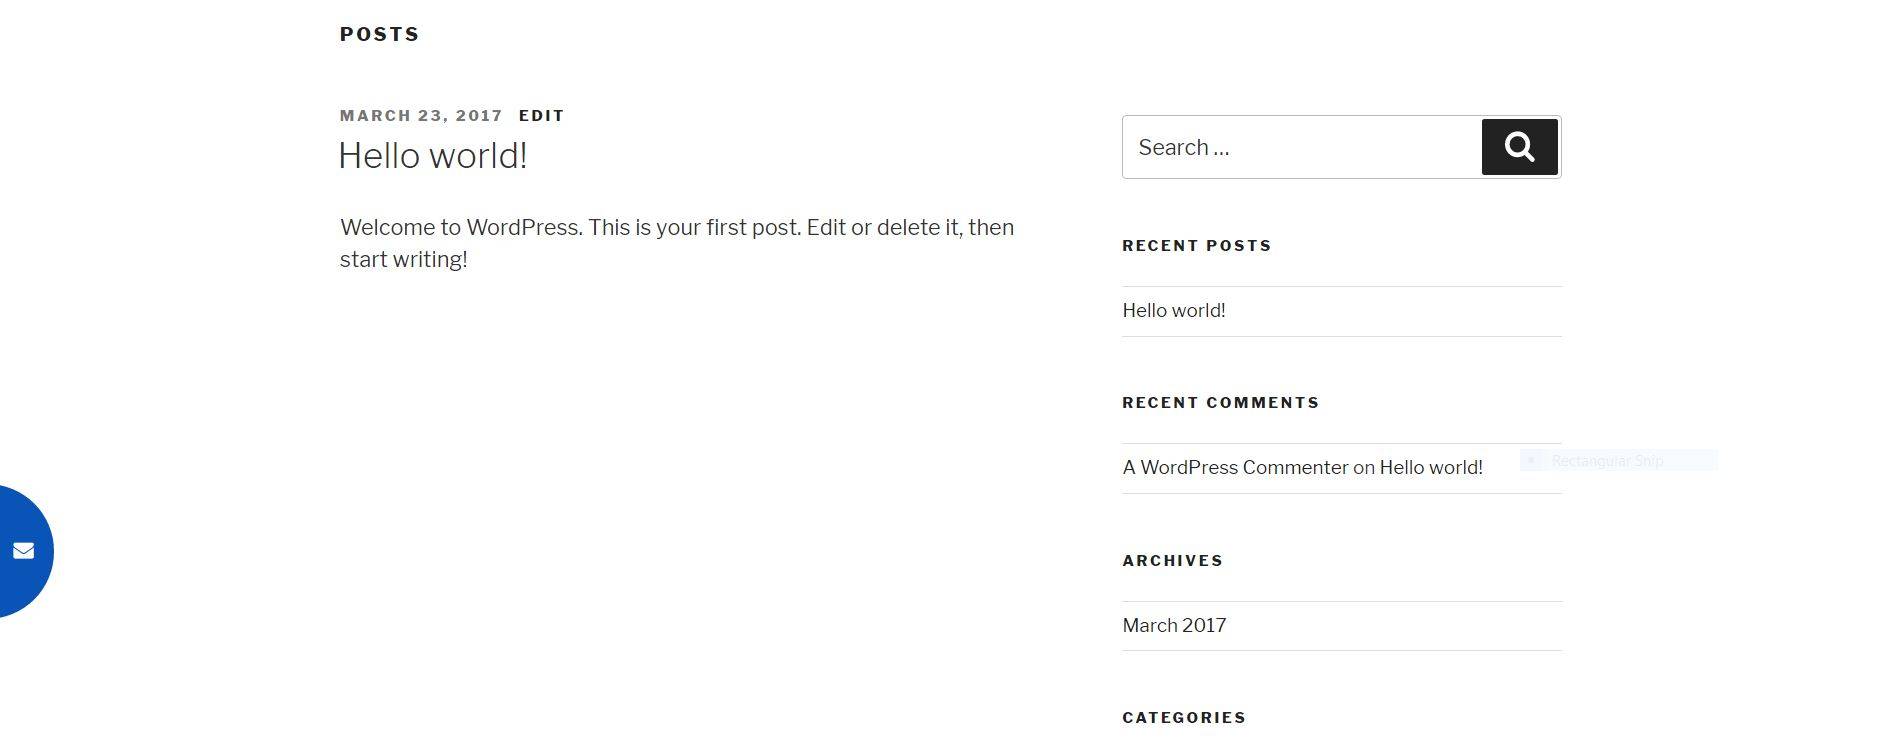 POSTS
MARCH 23, 2017 EDIT
Hello world!
Welcome to WordPress. This is your first post. Edit or delete it, then
start writing!
Search …
RECENT POSTS
Hello world!
RECENT COMMENTS
A WordPress Commenter on Hello world!
Rectangular Snip
ARCHIVES
March 2017
CATEGORIES